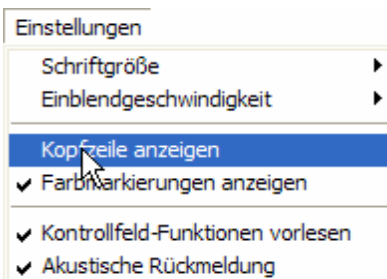 Einstellungen
Schriftgröße
Einblendgeschwindigkeit
Kopfzeile anzeigen
Farbmarkierungen anzeigen
Kontrollfeld-Funktionen vorlesen
Akustische Rückmeldung